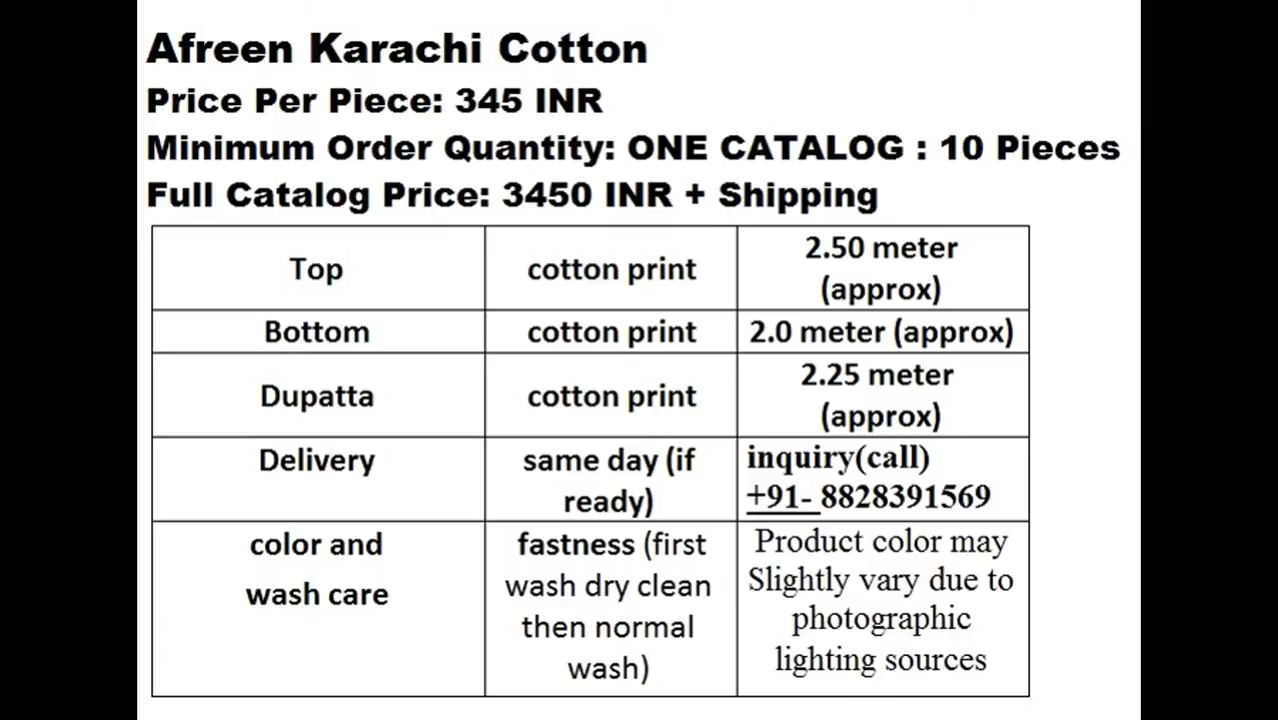 Afreen Karachi Cotton
Price Per Piece: 345 INR
Minimum Order Quantity: ONE CATALOG : 10 Pieces
Full Catalog Price: 3450 INR + Shipping
Top
cotton print
2.50 meter
(approx)
Bottom
cotton print
2.0 meter (approx)
Dupatta
cotton print
2.25 meter
(approx)
Delivery
same day (if
ready)
inquiry(call)
+91- 8828391569
color and
wash care
fastness (first
wash dry clean
then normal
wash)
Product color may
Slightly vary due to
photographic
lighting sources